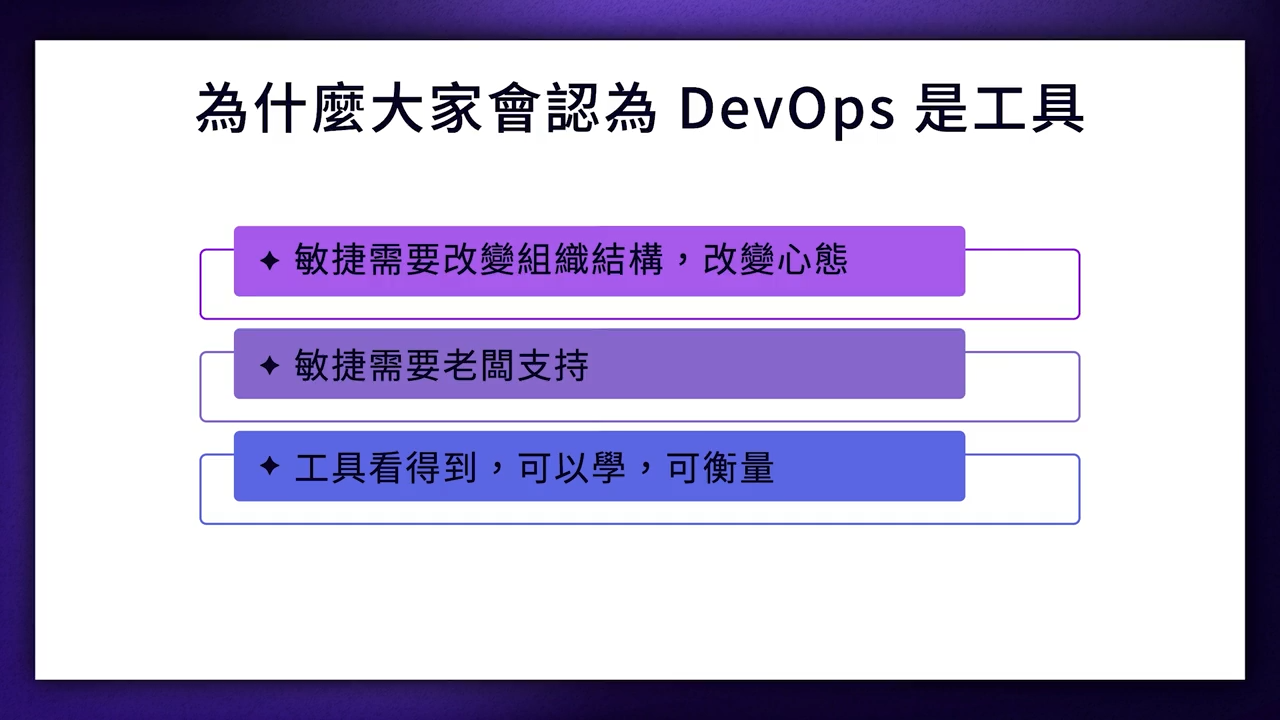 為什麼大家會認為 DevOps 是工具
✦ 敏捷需要改變組織結構，改變心態
✦ 敏捷需要老闆支持
✦ 工具看得到，可以學，可衡量